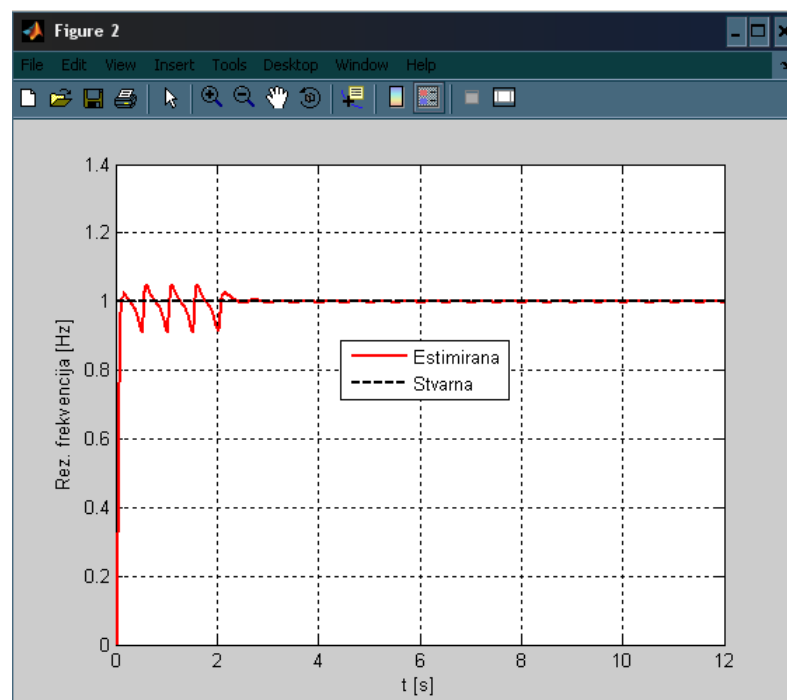 Figure 2
File Edit View Insert Tools Desktop Window Help
1.4
1.2
1
0.8
0.6
0.4
0.2
0
Rez. frekvencija [Hz]
Estimirana
Stvarna
0 2 4 6 8 10 12
t [s]